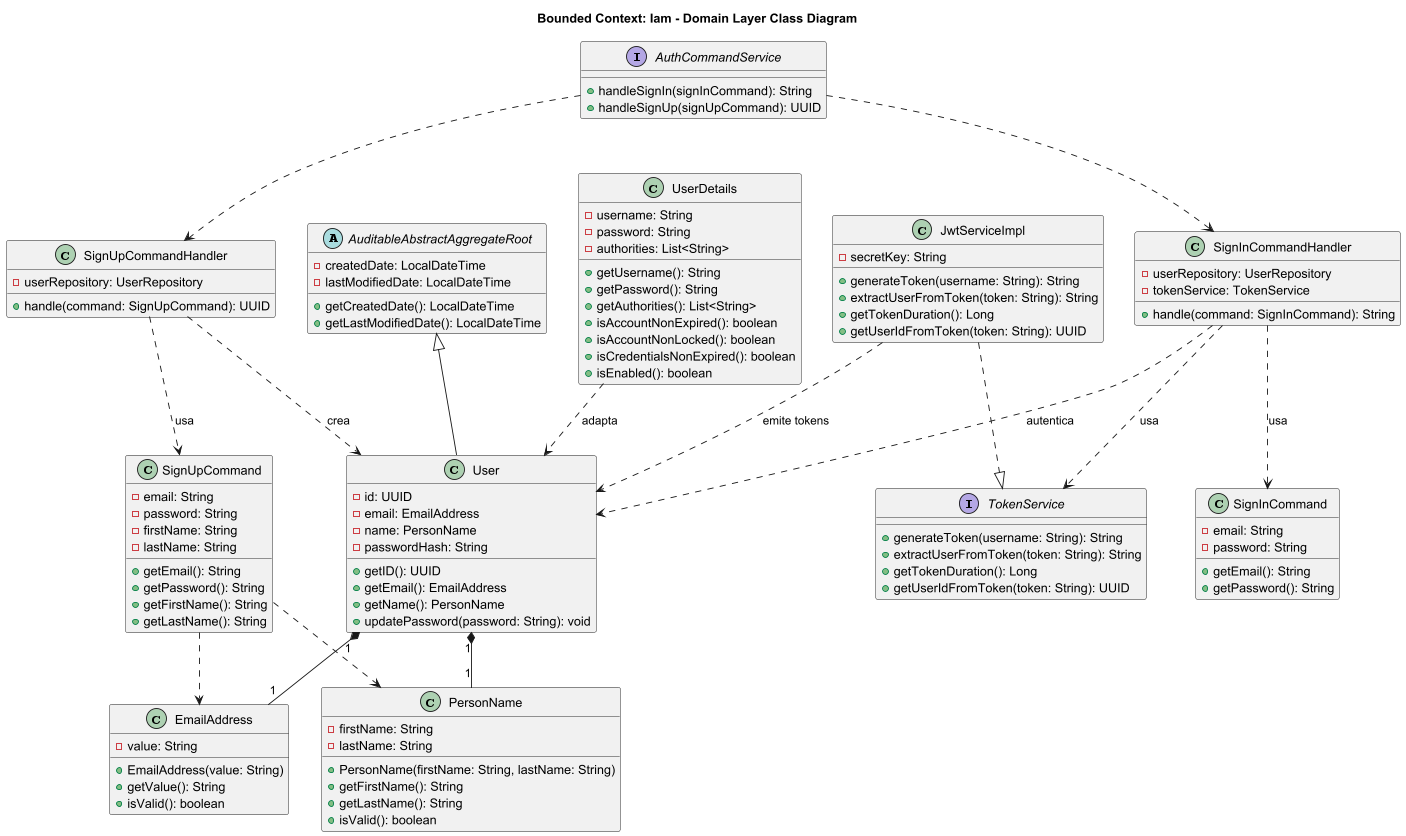 Bounded Context: Iam - Domain Layer Class Diagram
I AuthCommandService
handleSignIn(signInCommand): String
handleSignUp(signUpCommand): UUID
C SignUpCommandHandler
userRepository: UserRepository
handle(command: SignUpCommand): UUID
A AuditableAbstractAggregateRoot
createdDate: LocalDateTime
lastModifiedDate: LocalDateTime
getCreatedDate(): LocalDateTime
getLastModifiedDate(): LocalDateTime
C UserDetails
username: String
password: String
authorities: List<String>
getUsername(): String
getPassword(): String
getAuthorities(): List<String>
isAccountNonExpired(): boolean
isAccountNonLocked(): boolean
isCredentialsNonExpired(): boolean
isEnabled(): boolean
C JwtServiceImpl
secretKey: String
generateToken(username: String): String
extractUserFromToken(token: String): String
getTokenDuration(): Long
getUserIdFromToken(token: String): UUID
C SignInCommandHandler
userRepository: UserRepository
tokenService: TokenService
handle(command: SignInCommand): String
usa
crea
adapta
emite tokens
autentica
usa
usa
C SignUpCommand
email: String
password: String
firstName: String
lastName: String
getEmail(): String
getPassword(): String
getFirstName(): String
getLastName(): String
C User
id: UUID
email: EmailAddress
name: PersonName
passwordHash: String
getID(): UUID
getEmail(): EmailAddress
getName(): PersonName
updatePassword(password: String): void
I TokenService
generateToken(username: String): String
extractUserFromToken(token: String): String
getTokenDuration(): Long
getUserIdFromToken(token: String): UUID
C SignInCommand
email: String
password: String
getEmail(): String
getPassword(): String
1
1
1
1
C EmailAddress
value: String
EmailAddress(value: String)
getValue(): String
isValid(): boolean
C PersonName
firstName: String
lastName: String
PersonName(firstName: String, lastName: String)
getFirstName(): String
getLastName(): String
isValid(): boolean